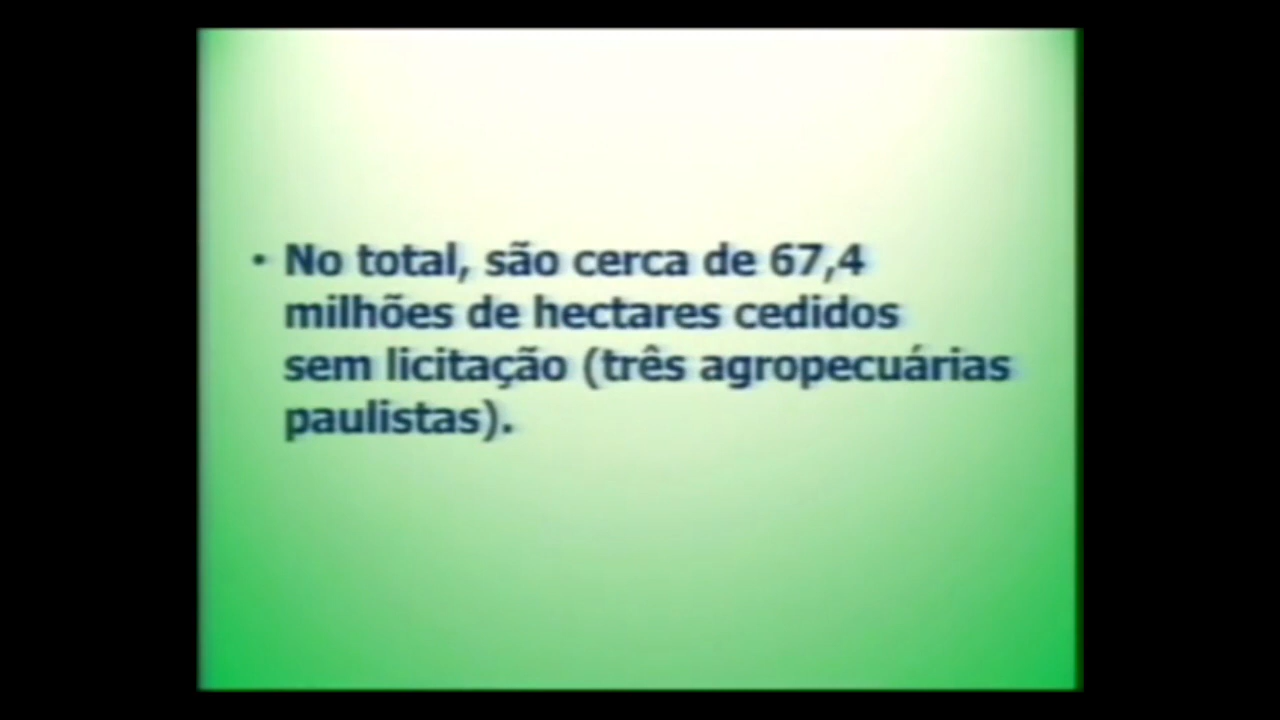 • No total, são cerca de 67,4
milhões de hectares cedidos
sem licitação (três agropecuárias
paulistas).